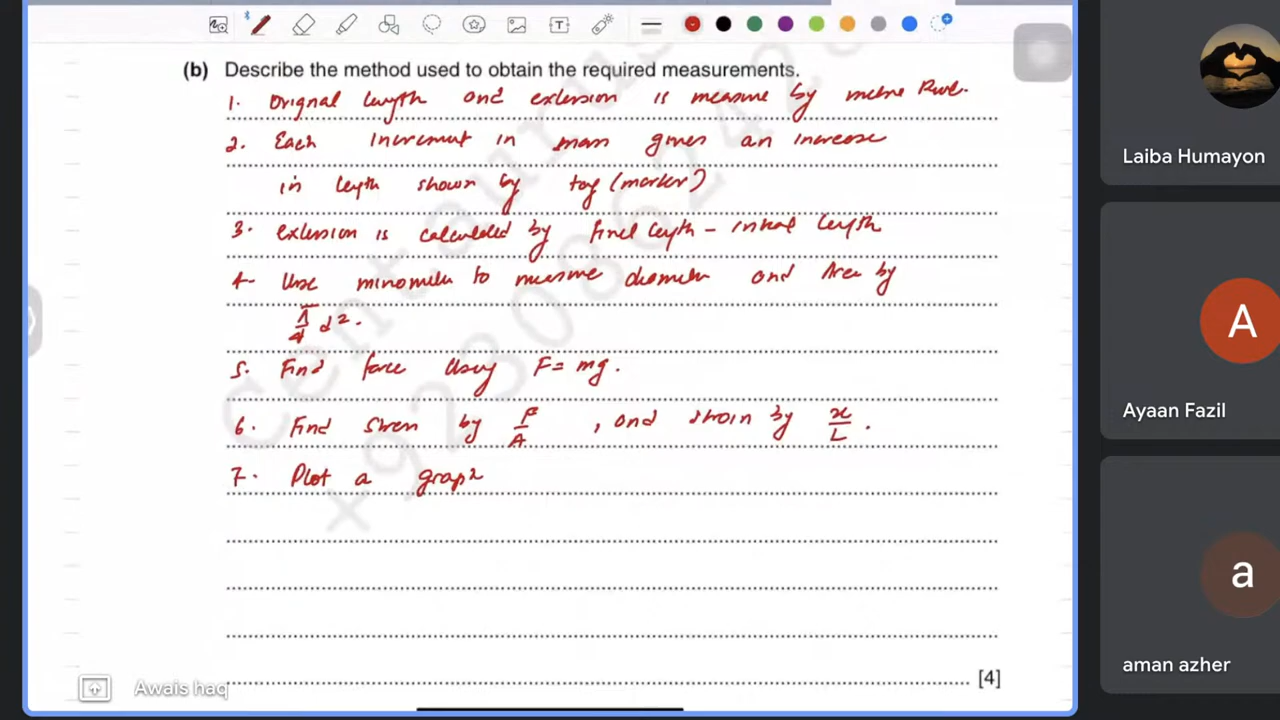 (b) Describe the method used to obtain the required measurements.
1. Orignal length and extension is measure by metre Rule.
2. Each increment in mass gives an increase
in length shown by tag (marker)
3. extension is calculated by final length - initial length
4- Use micrometer to measure diameter and Area by
π/4 d².
5. Find force using F = mg.
6. Find stress by F/A , and strain by x/L .
7. Plot a graph
[4]
Centaurus
+923086242
Awais haq
Laiba Humayon
A
Ayaan Fazil
a
aman azher